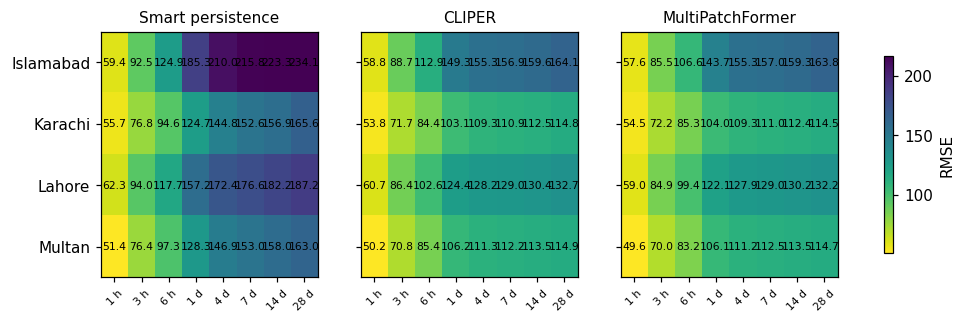 Smart persistence
CLIPER
MultiPatchFormer
Islamabad
59.4 92.5 124.9 185.3 210.0 215.8 223.3 234.1
58.8 88.7 112.9 149.3 155.3 156.9 159.6 164.1
57.6 85.5 106.6 143.7 155.3 157.0 159.3 163.8
Karachi
55.7 76.8 94.6 124.7 144.8 152.6 156.9 165.6
53.8 71.7 84.4 103.1 109.3 110.9 112.5 114.8
54.5 72.2 85.3 104.0 109.3 111.0 112.4 114.5
Lahore
62.3 94.0 117.7 157.2 172.4 176.6 182.2 187.2
60.7 86.4 102.6 124.4 128.2 129.0 130.4 132.7
59.0 84.9 99.4 122.1 127.9 129.0 130.2 132.2
Multan
51.4 76.4 97.3 128.3 146.9 153.0 158.0 163.0
50.2 70.8 85.4 106.2 111.3 112.2 113.5 114.9
49.6 70.0 83.2 106.1 111.2 112.5 113.5 114.7
1 h 3 h 6 h 1 d 4 d 7 d 14 d 28 d
1 h 3 h 6 h 1 d 4 d 7 d 14 d 28 d
1 h 3 h 6 h 1 d 4 d 7 d 14 d 28 d
200
150
100
RMSE